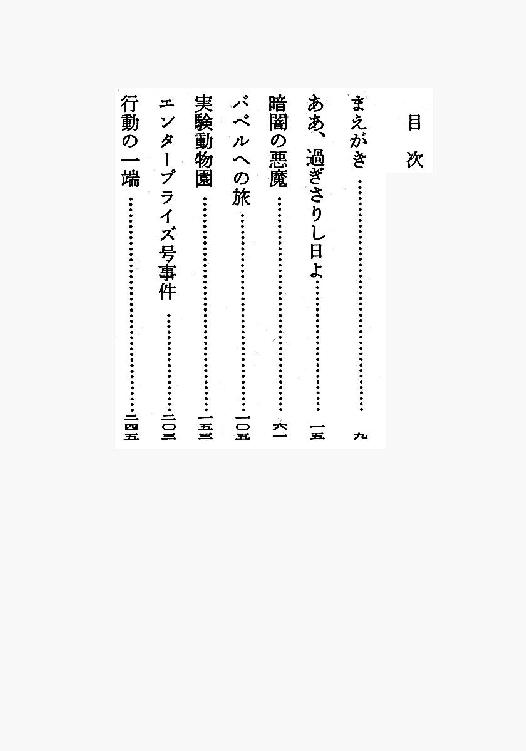 目次
まえがき……………………九
ああ、過ぎさりし日よ……………………一五
暗闇の悪魔……………………六一
バベルへの旅……………………一〇五
実験動物園……………………一五三
エンタープライズ号事件……………………二〇三
行動の一端……………………二四五